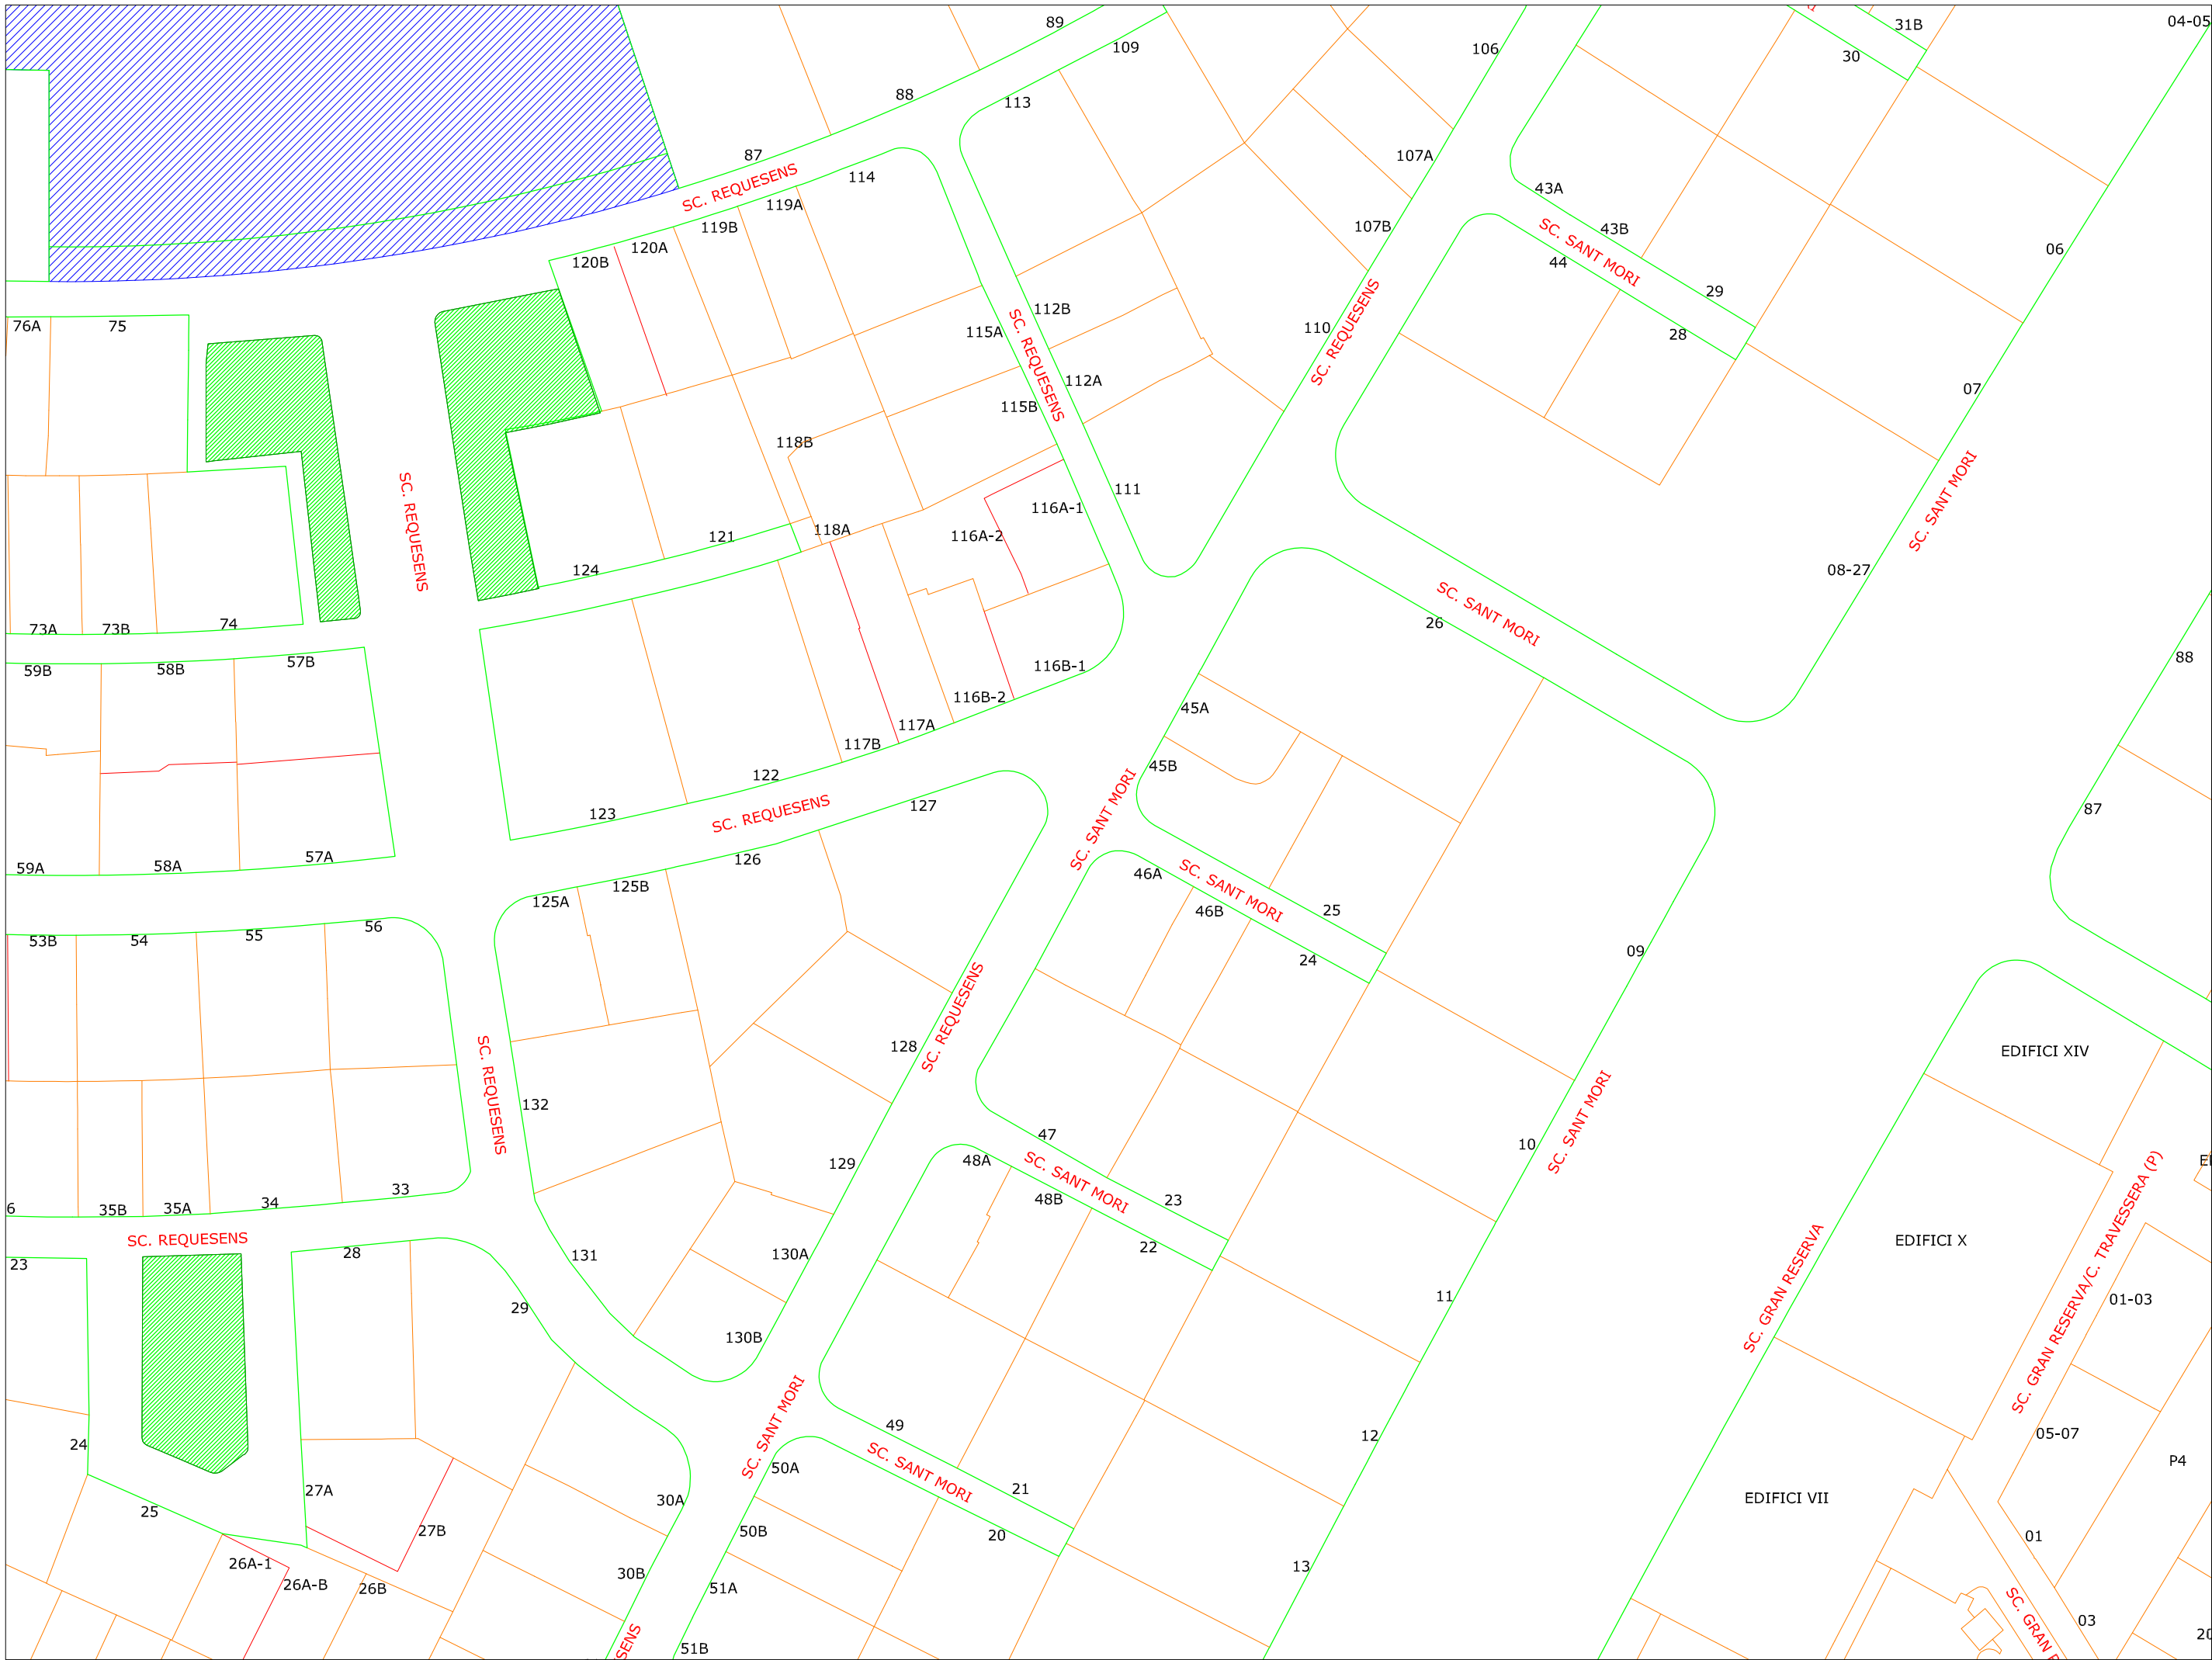 89
109
106
31B
04-05
30
88
113
87
SC. REQUESENS
114
107A
43A
119A
119B
120A
120B
107B
43B
SC. SANT MORI
44
06
29
28
112B
SC. REQUESENS
115A
110
SC. REQUESENS
76A
75
112A
115B
07
118B
SC. REQUESENS
111
116A-1
116A-2
118A
121
124
SC. SANT MORI
08-27
SC. SANT MORI
26
73A
73B
74
59B
58B
57B
116B-1
116B-2
88
45A
117A
117B
122
123
SC. REQUESENS
127
45B
SC. SANT MORI
87
59A
58A
57A
126
125B
125A
46A
SC. SANT MORI
46B
25
24
09
53B
54
55
56
SC. REQUESENS
128
EDIFICI XIV
SC. REQUESENS
132
47
10
SC. SANT MORI
129
48A
SC. SANT MORI
48B
23
22
6
35B
35A
34
33
SC. REQUESENS
23
28
131
130A
EDIFICI X
SC. GRAN RESERVA
SC. GRAN RESERVA/C. TRAVESSERA (P)
01-03
29
11
130B
SC. SANT MORI
49
12
05-07
P4
24
SC. SANT MORI
50A
21
20
EDIFICI VII
25
27A
27B
30A
50B
01
26A-1
26A-B
26B
30B
51A
13
SC. GRAN
03
51B
SENS
20